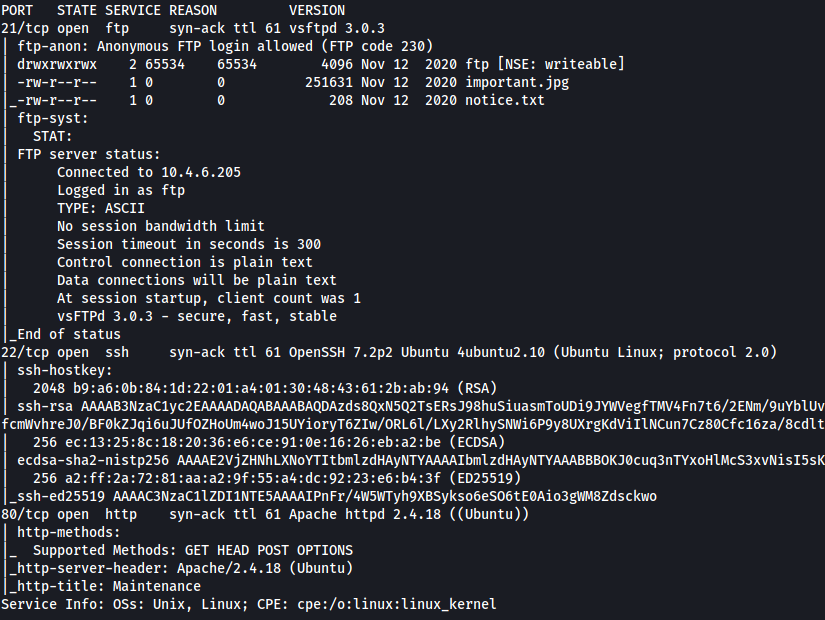 PORT   STATE SERVICE REASON         VERSION
21/tcp open  ftp     syn-ack ttl 61 vsftpd 3.0.3
| ftp-anon: Anonymous FTP login allowed (FTP code 230)
| drwxrwxrwx    2 65534    65534        4096 Nov 12  2020 ftp [NSE: writeable]
| -rw-r--r--    1 0        0          251631 Nov 12  2020 important.jpg
|_-rw-r--r--    1 0        0             208 Nov 12  2020 notice.txt
| ftp-syst:
|   STAT:
| FTP server status:
|      Connected to 10.4.6.205
|      Logged in as ftp
|      TYPE: ASCII
|      No session bandwidth limit
|      Session timeout in seconds is 300
|      Control connection is plain text
|      Data connections will be plain text
|      At session startup, client count was 1
|      vsFTPd 3.0.3 - secure, fast, stable
|_End of status
22/tcp open  ssh     syn-ack ttl 61 OpenSSH 7.2p2 Ubuntu 4ubuntu2.10 (Ubuntu Linux; protocol 2.0)
| ssh-hostkey:
|   2048 b9:a6:0b:84:1d:22:01:a4:01:30:48:43:61:2b:ab:94 (RSA)
| ssh-rsa AAAAB3NzaC1yc2EAAAADAQABAAABAQDAzds8QxN5Q2TsERsJ98huSiuasmToUDi9JYWVegfTMV4Fn7t6/2ENm/9uYblUv
fcmWvhreJ0/BF0kZJqi6uJUfOZHoUm4woJ15UYioryT6ZIw/ORL6l/LXy2RlhySNWi6P9y8UXrgKdViIlNCun7Cz80Cfc16za/8cdlt
|   256 ec:13:25:8c:18:20:36:e6:ce:91:0e:16:26:eb:a2:be (ECDSA)
| ecdsa-sha2-nistp256 AAAAE2VjZHNhLXNoYTItbmlzdHAyNTYAAAAIbmlzdHAyNTYAAABBBOKJ0cuq3nTYxoHlMcS3xvNisI5sK
|   256 a2:ff:2a:72:81:aa:a2:9f:55:a4:dc:92:23:e6:b4:3f (ED25519)
|_ssh-ed25519 AAAAC3NzaC1lZDI1NTE5AAAAIPnFr/4W5WTyh9XBSykso6eSO6tE0Aio3gWM8Zdsckwo
80/tcp open  http    syn-ack ttl 61 Apache httpd 2.4.18 ((Ubuntu))
| http-methods:
|_  Supported Methods: GET HEAD POST OPTIONS
|_http-server-header: Apache/2.4.18 (Ubuntu)
|_http-title: Maintenance
Service Info: OSs: Unix, Linux; CPE: cpe:/o:linux:linux_kernel